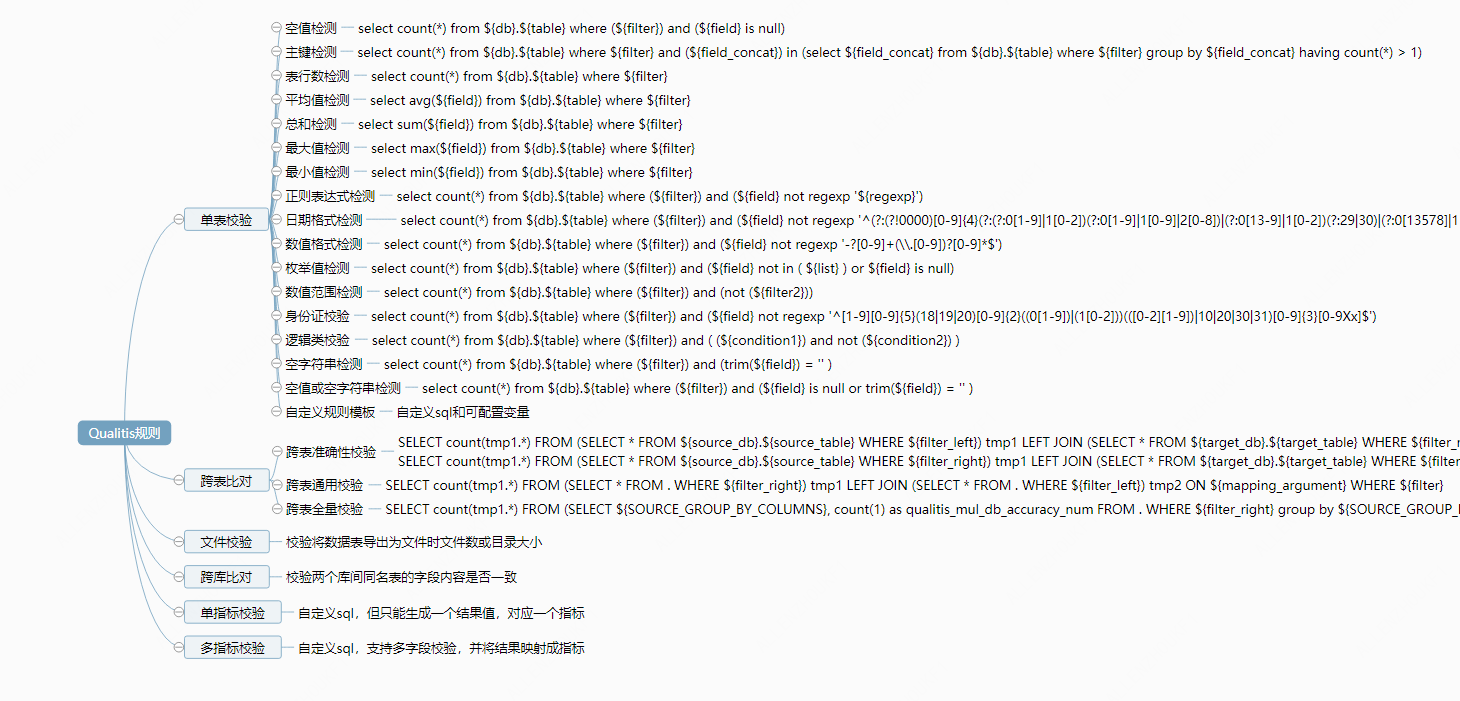 空值检测 select count(*) from ${db}.${table} where (${filter}) and (${field} is null)
主键检测 select count(*) from ${db}.${table} where ${filter} and (${field_concat}) in (select ${field_concat} from ${db}.${table} where ${filter} group by ${field_concat} having count(*) > 1)
表行数检测 select count(*) from ${db}.${table} where ${filter}
平均值检测 select avg(${field}) from ${db}.${table} where ${filter}
总和检测 select sum(${field}) from ${db}.${table} where ${filter}
最大值检测 select max(${field}) from ${db}.${table} where ${filter}
最小值检测 select min(${field}) from ${db}.${table} where ${filter}
正则表达式检测 select count(*) from ${db}.${table} where (${filter}) and (${field} not regexp '${regexp}')
单表校验
日期格式检测 select count(*) from ${db}.${table} where (${filter}) and (${field} not regexp '^(?:(?!0000)[0-9]{4}(?:(?:0[1-9]|1[0-2])(?:0[1-9]|1[0-9]|2[0-8])|(?:0[13-9]|1[0-2])(?:29|30)|(?:0[13578]|1
数值格式检测 select count(*) from ${db}.${table} where (${filter}) and (${field} not regexp '-?[0-9]+(\\.[0-9])?[0-9]*$')
枚举值检测 select count(*) from ${db}.${table} where (${filter}) and (${field} not in ( ${list} ) or ${field} is null)
数值范围检测 select count(*) from ${db}.${table} where (${filter}) and (not (${filter2}))
身份证校验 select count(*) from ${db}.${table} where (${filter}) and (${field} not regexp '^[1-9][0-9]{5}(18|19|20)[0-9]{2}((0[1-9])|(1[0-2]))(([0-2][1-9])|10|20|30|31)[0-9]{3}[0-9Xx]$')
逻辑类校验 select count(*) from ${db}.${table} where (${filter}) and ( (${condition1}) and not (${condition2}) )
空字符串检测 select count(*) from ${db}.${table} where (${filter}) and (trim(${field}) = '' )
空值或空字符串检测 select count(*) from ${db}.${table} where (${filter}) and (${field} is null or trim(${field}) = '' )
自定义规则模板 自定义sql和可配置变量
Qualitis规则
跨表准确性校验 SELECT count(tmp1.*) FROM (SELECT * FROM ${source_db}.${source_table} WHERE ${filter_left}) tmp1 LEFT JOIN (SELECT * FROM ${target_db}.${target_table} WHERE ${filter_r
SELECT count(tmp1.*) FROM (SELECT * FROM ${source_db}.${source_table} WHERE ${filter_right}) tmp1 LEFT JOIN (SELECT * FROM ${target_db}.${target_table} WHERE ${filter
跨表比对
跨表通用校验 SELECT count(tmp1.*) FROM (SELECT * FROM . WHERE ${filter_right}) tmp1 LEFT JOIN (SELECT * FROM . WHERE ${filter_left}) tmp2 ON ${mapping_argument} WHERE ${filter}
跨表全量校验 SELECT count(tmp1.*) FROM (SELECT ${SOURCE_GROUP_BY_COLUMNS}, count(1) as qualitis_mul_db_accuracy_num FROM . WHERE ${filter_right} group by ${SOURCE_GROUP_
文件校验 校验将数据表导出为文件时文件数或目录大小
跨库比对 校验两个库间同名表的字段内容是否一致
单指标校验 自定义sql，但只能生成一个结果值，对应一个指标
多指标校验 自定义sql，支持多字段校验，并将结果映射成指标